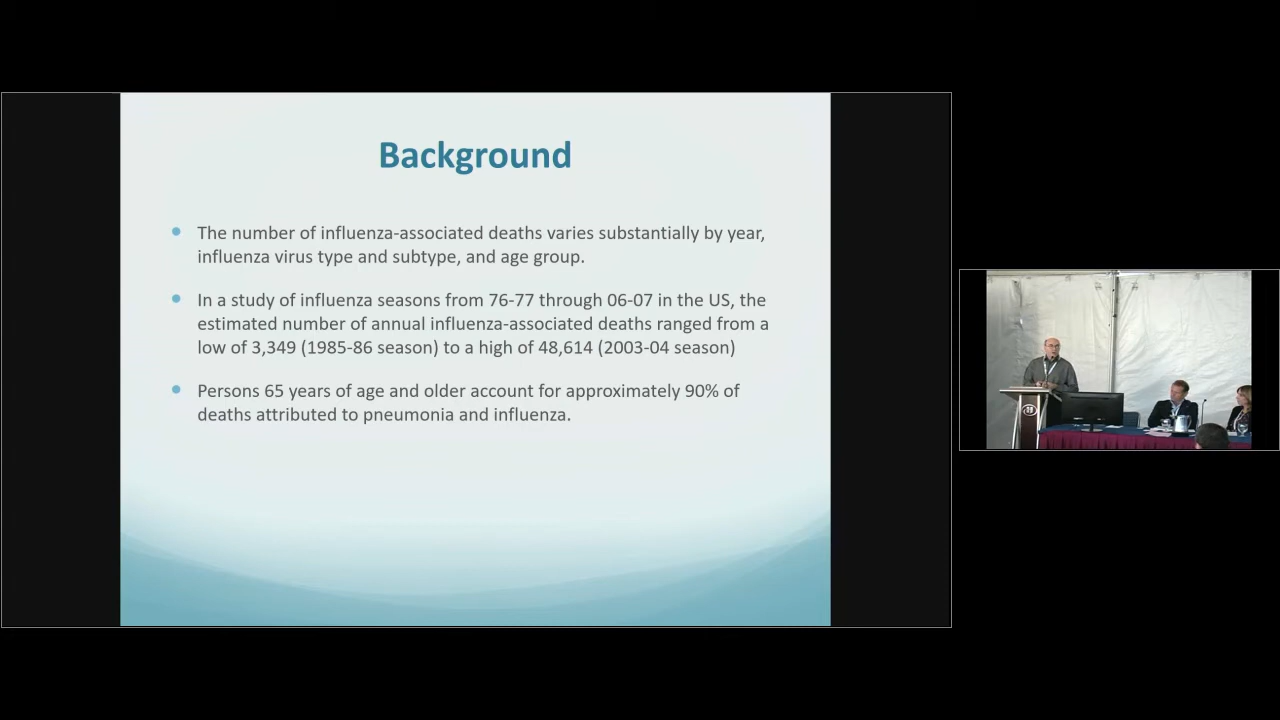 Background
The number of influenza-associated deaths varies substantially by year,
influenza virus type and subtype, and age group.
In a study of influenza seasons from 76-77 through 06-07 in the US, the
estimated number of annual influenza-associated deaths ranged from a
low of 3,349 (1985-86 season) to a high of 48,614 (2003-04 season)
Persons 65 years of age and older account for approximately 90% of
deaths attributed to pneumonia and influenza.